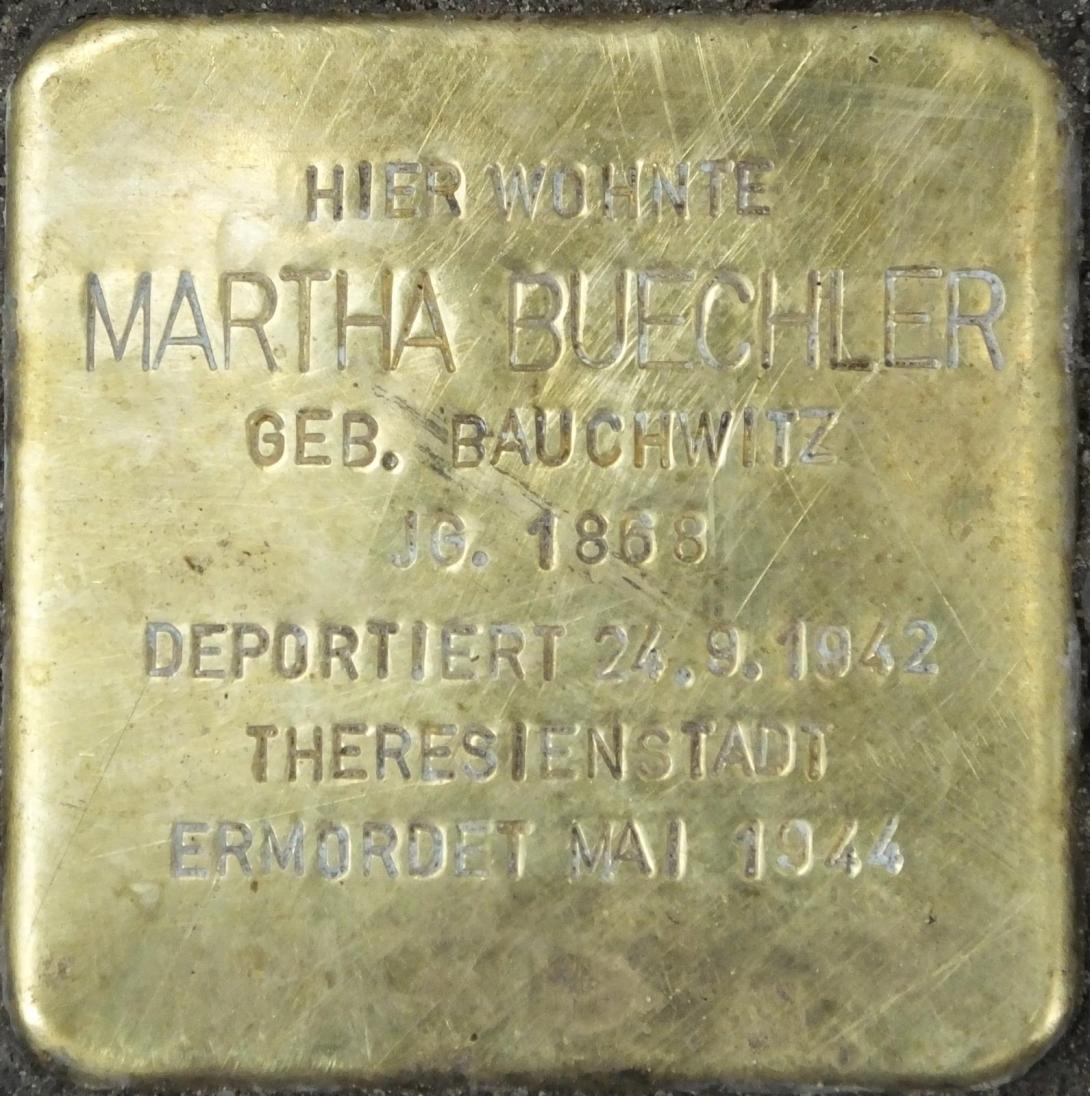 HIER WOHNTE
MARTHA BUECHLER
GEB. BAUCHWITZ
JG. 1868
DEPORTIERT 24.9.1942
THERESIENSTADT
ERMORDET MAI 1944